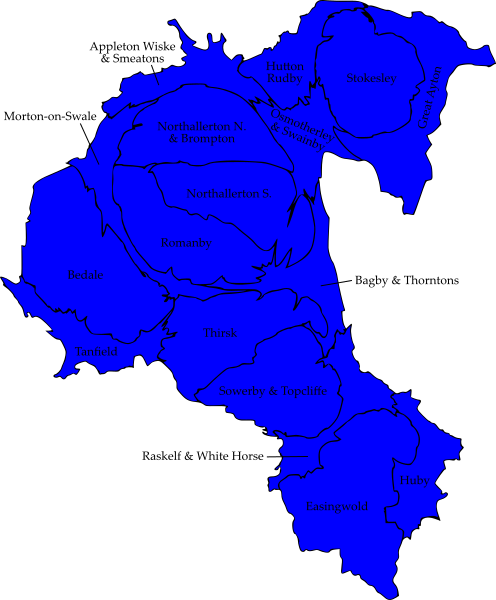 Appleton Wiske
& Smeatons
Hutton
Rudby
Stokesley
Great Ayton
Morton-on-Swale
Northallerton N.
& Brompton
Osmotherley
& Swainby
Northallerton S.
Romanby
Bedale
Bagby & Thorntons
Thirsk
Tanfield
Sowerby & Topcliffe
Raskelf & White Horse
Huby
Easingwold